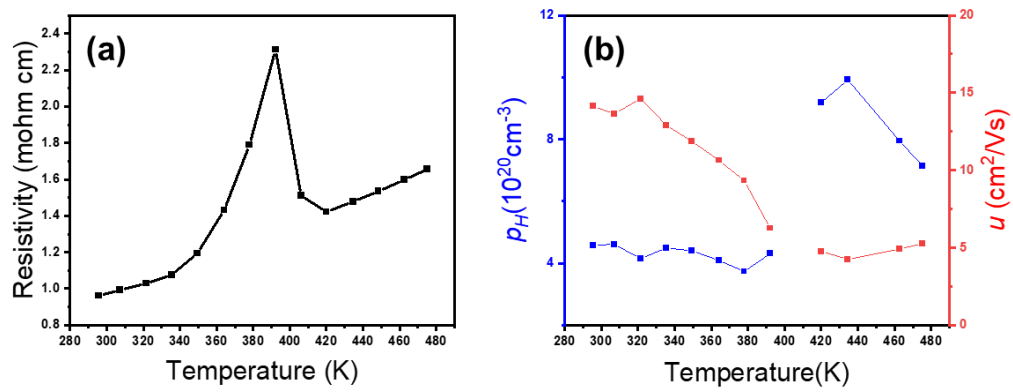 (a)
Resistivity (mohm cm)
2.4
2.2
2.0
1.8
1.6
1.4
1.2
1.0
0.8
280 300 320 340 360 380 400 420 440 460 480
Temperature (K)
(b)
p_H(10^20cm^-3)
12
8
4
280 300 320 340 360 380 400 420 440 460 480
Temperature(K)
20
15
10
5
0
u (cm^2/Vs)